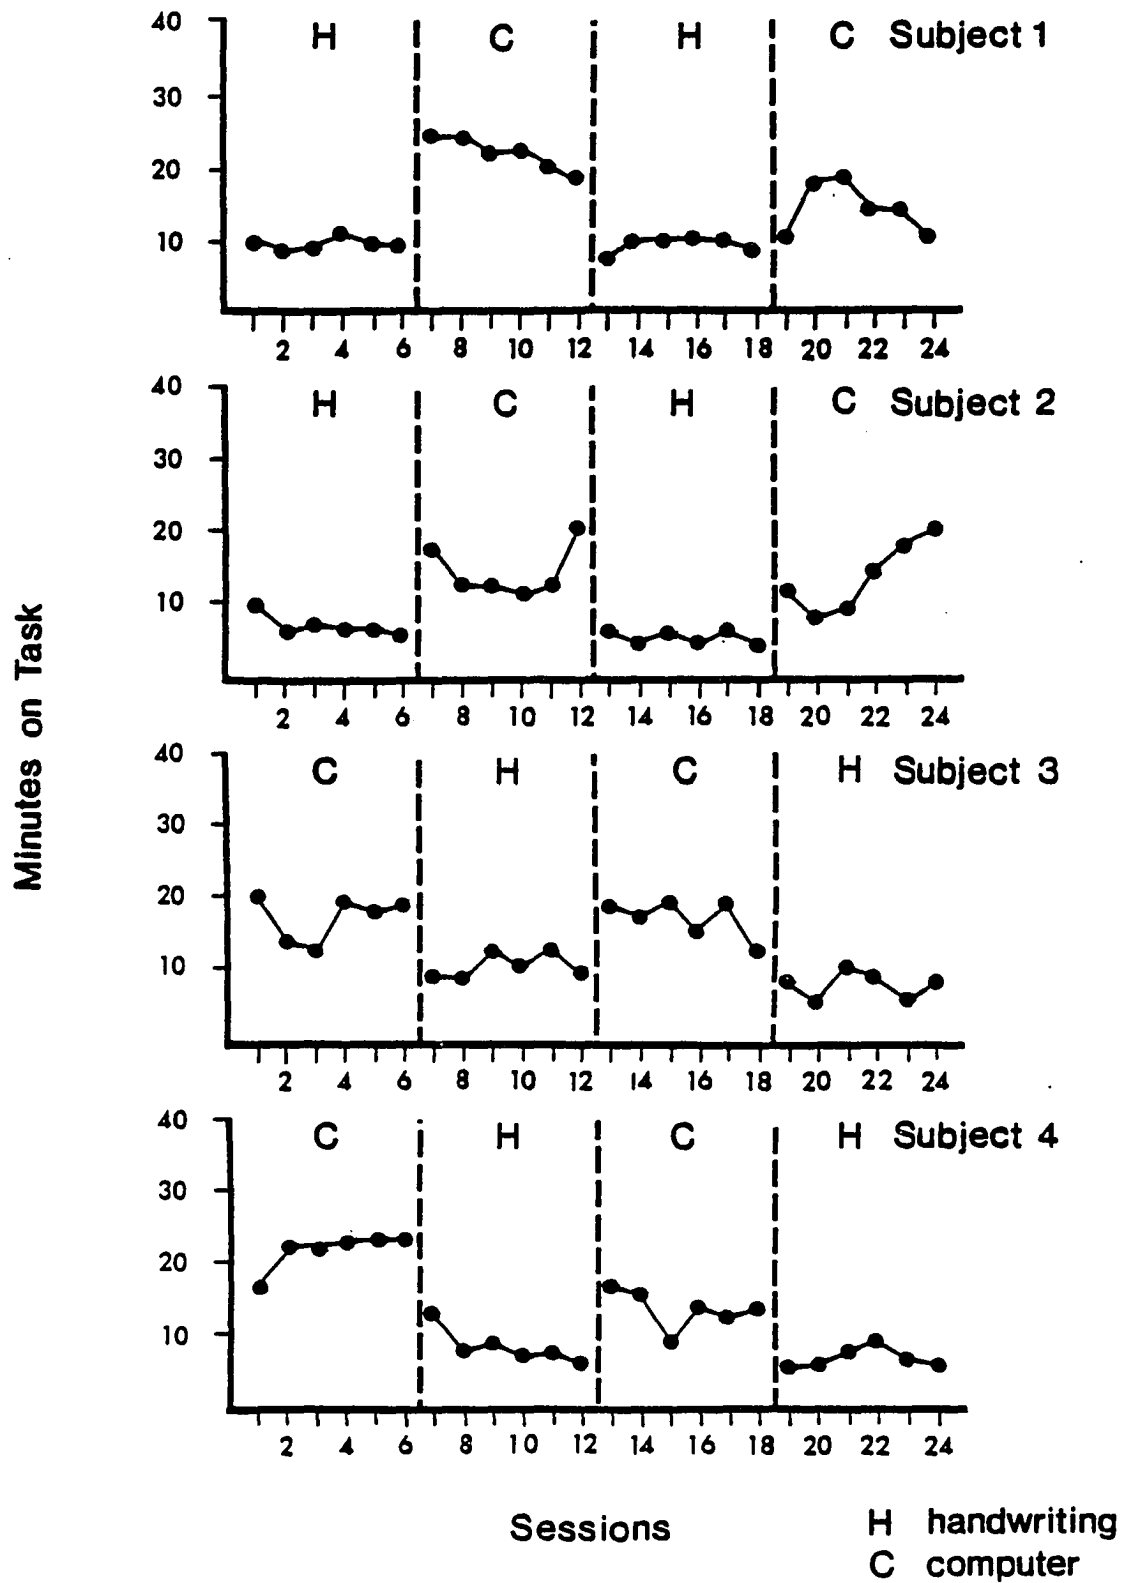 40 H C H C Subject 1
30
20
10
2 4 6 8 10 12 14 16 18 20 22 24
40 H C H C Subject 2
30
20
10
2 4 6 8 10 12 14 16 18 20 22 24
40 C H C H Subject 3
30
20
10
2 4 6 8 10 12 14 16 18 20 22 24
40 C H C H Subject 4
30
20
10
2 4 6 8 10 12 14 16 18 20 22 24
Minutes on Task
Sessions
H handwriting
C computer